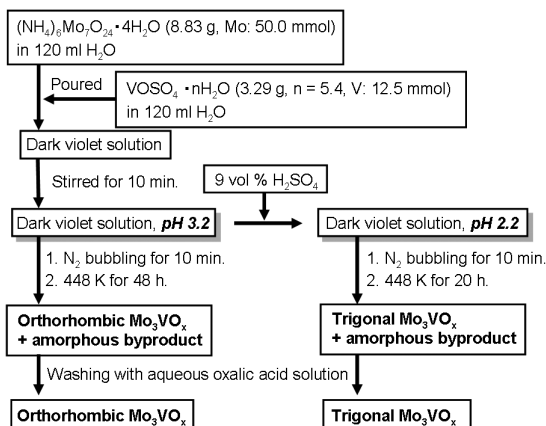 (NH₄)₆Mo₇O₂₄・4H₂O (8.83 g, Mo: 50.0 mmol)
in 120 ml H₂O
Poured
VOSO₄・nH₂O (3.29 g, n = 5.4, V: 12.5 mmol)
in 120 ml H₂O
Dark violet solution
Stirred for 10 min.
9 vol % H₂SO₄
Dark violet solution, pH 3.2
Dark violet solution, pH 2.2
1. N₂ bubbling for 10 min.
2. 448 K for 48 h.
1. N₂ bubbling for 10 min.
2. 448 K for 20 h.
Orthorhombic Mo₃VOₓ
+ amorphous byproduct
Trigonal Mo₃VOₓ
+ amorphous byproduct
Washing with aqueous oxalic acid solution
Orthorhombic Mo₃VOₓ
Trigonal Mo₃VOₓ